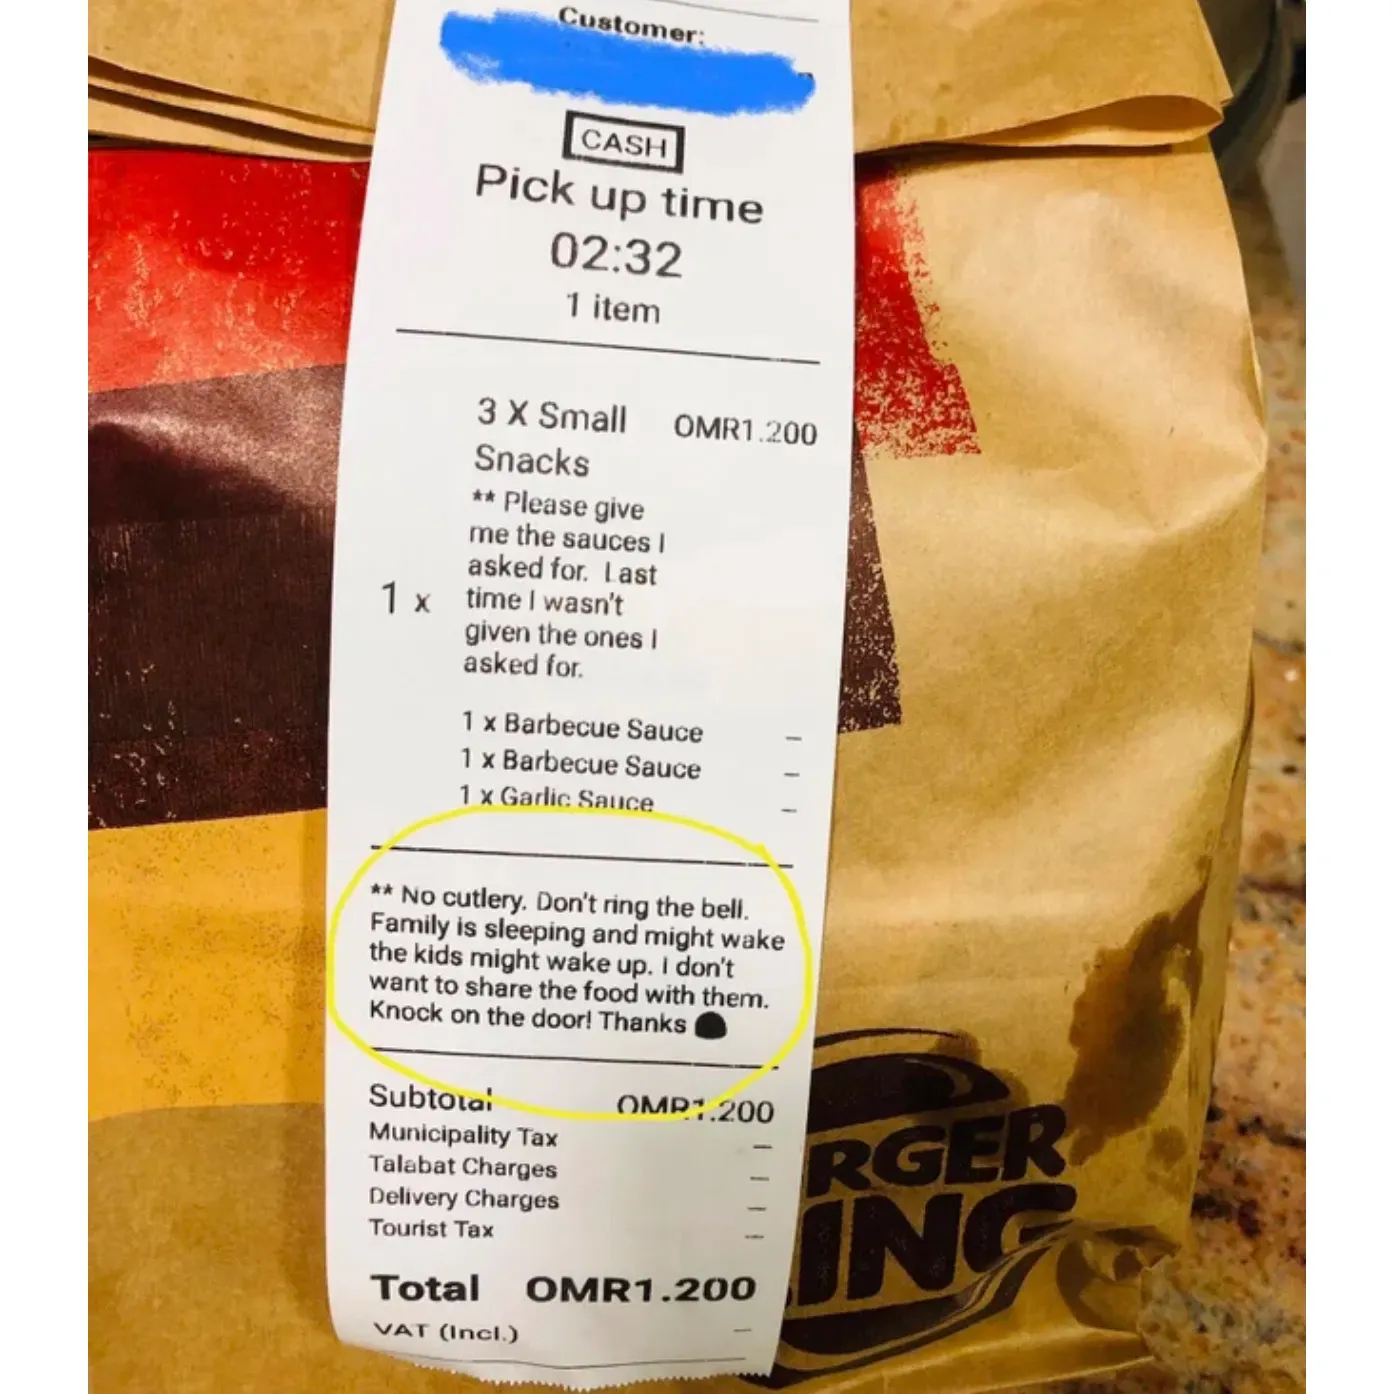 Customer:
CASH
Pick up time
02:32
1 item
3 X Small OMR1.200
Snacks
** Please give
me the sauces I
asked for. Last
1 x time I wasn't
given the ones I
asked for.
1 x Barbecue Sauce –
1 x Barbecue Sauce –
1 x Garlic Sauce –
** No cutlery. Don't ring the bell.
Family is sleeping and might wake
the kids might wake up. I don't
want to share the food with them.
Knock on the door! Thanks
Subtotal OMR1.200
Municipality Tax –
Talabat Charges –
Delivery Charges –
Tourist Tax –
Total OMR1.200
VAT (Incl.) –
RGER
ING